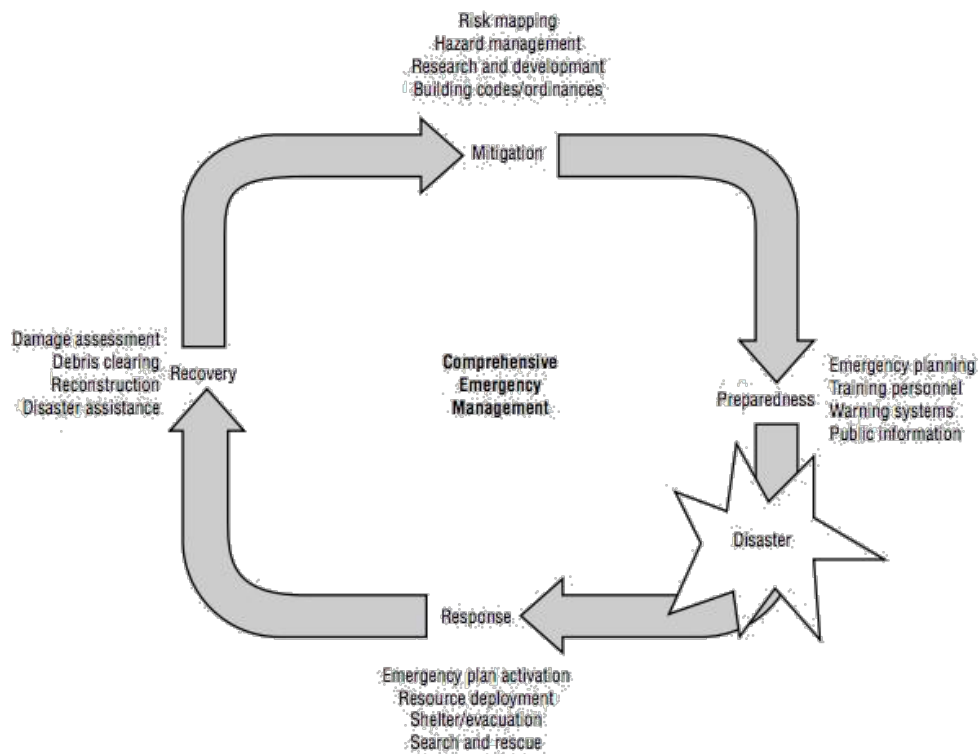 Risk mapping
Hazard management
Research and development
Building codes/ordinances
Mitigation
Damage assessment
Debris clearing
Reconstruction
Disaster assistance
Recovery
Comprehensive
Emergency
Management
Preparedness
Emergency planning
Training personnel
Warning systems
Public information
Disaster
Response
Emergency plan activation
Resource deployment
Shelter/evacuation
Search and rescue